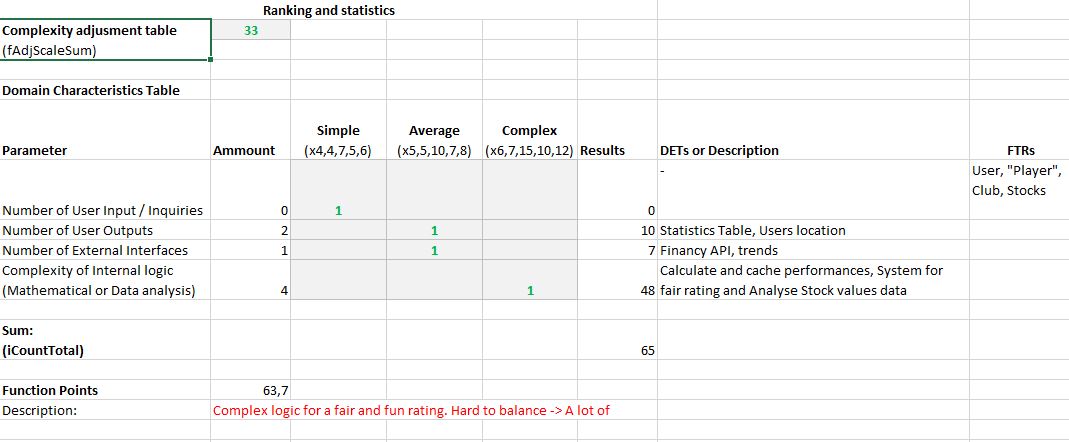 Ranking and statistics
Complexity adjusment table 33
(fAdjScaleSum)
Domain Characteristics Table
Simple Average Complex
Parameter Ammount (x4,4,7,5,6) (x5,5,10,7,8) (x6,7,15,10,12) Results DETs or Description FTRs
- User, "Player",
Club, Stocks
Number of User Input / Inquiries 0 1 0
Number of User Outputs 2 1 10 Statistics Table, Users location
Number of External Interfaces 1 1 7 Financy API, trends
Complexity of Internal logic Calculate and cache performances, System for
(Mathematical or Data analysis) 4 1 48 fair rating and Analyse Stock values data
Sum:
(iCountTotal) 65
Function Points 63,7
Description: Complex logic for a fair and fun rating. Hard to balance -> A lot of